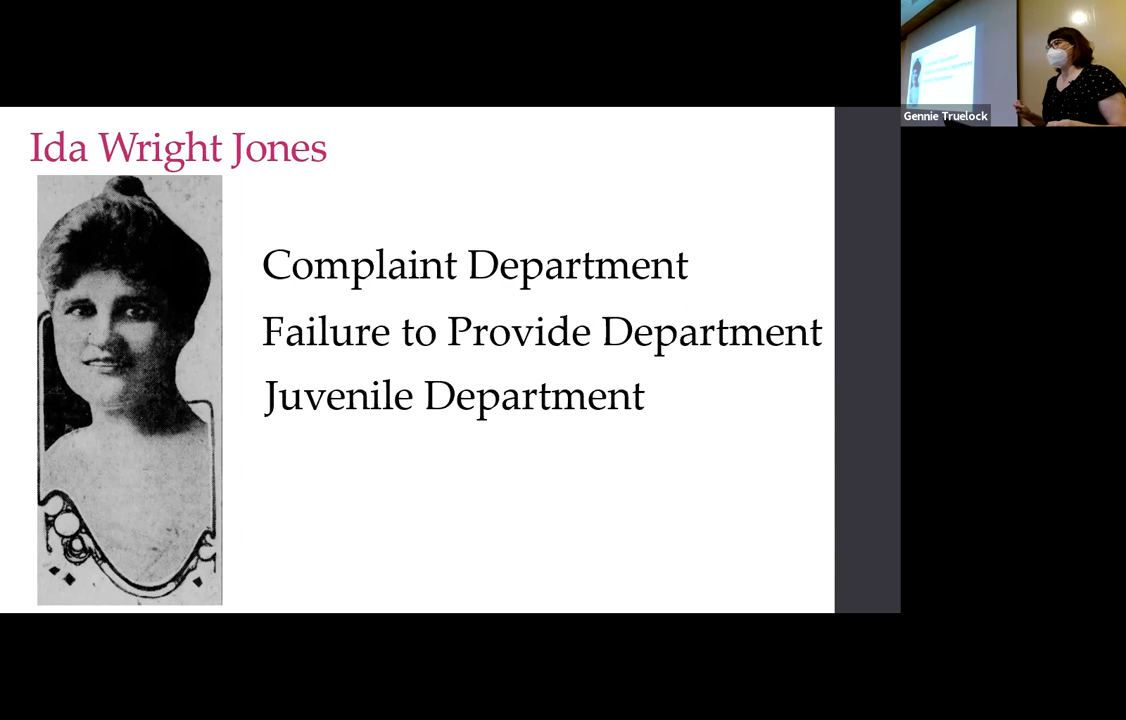 Ida Wright Jones
Complaint Department
Failure to Provide Department
Juvenile Department
Gennie Truelock